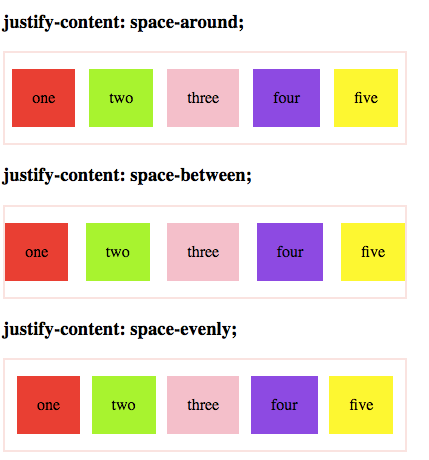 justify-content: space-around;
one two three four five
justify-content: space-between;
one two three four five
justify-content: space-evenly;
one two three four five